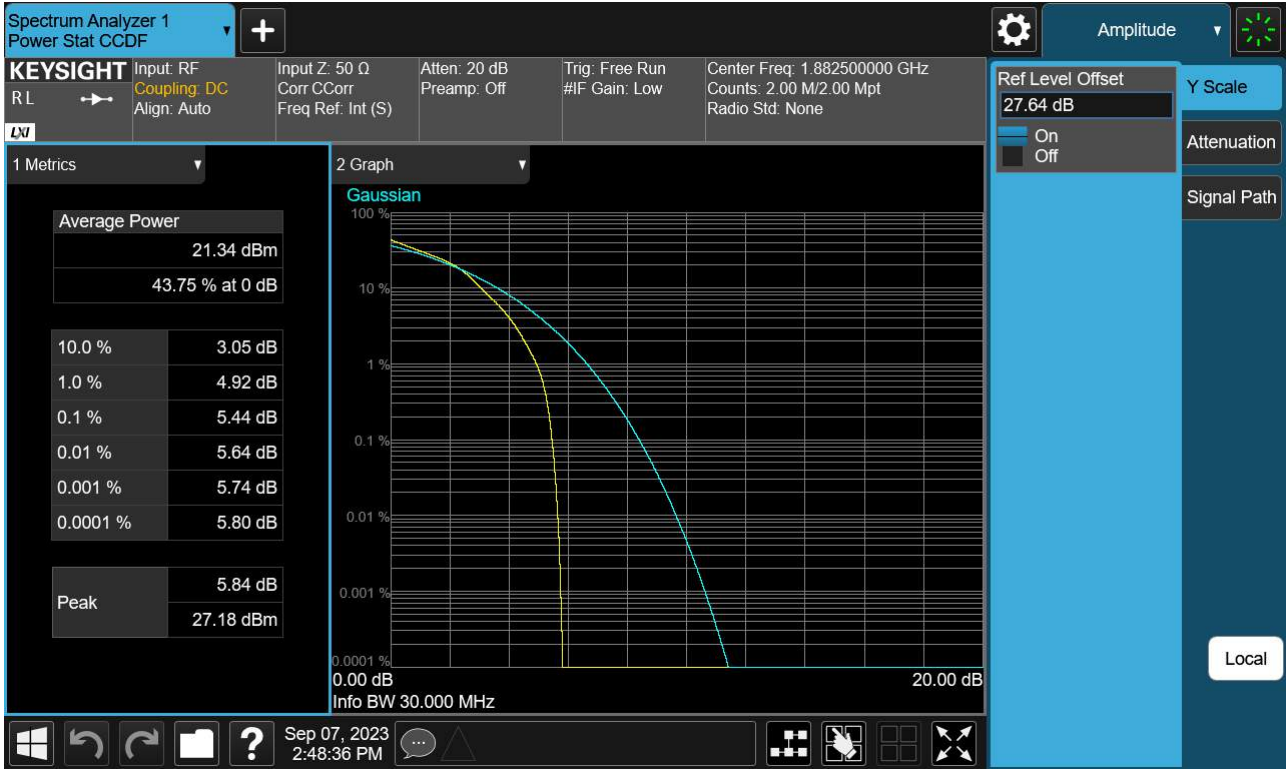 Spectrum Analyzer 1
Power Stat CCDF
Amplitude
KEYSIGHT
R L
LXI
Input: RF
Coupling: DC
Align: Auto
Input Z: 50 Ω
Corr CCorr
Freq Ref: Int (S)
Atten: 20 dB
Preamp: Off
Trig: Free Run
#IF Gain: Low
Center Freq: 1.882500000 GHz
Counts: 2.00 M/2.00 Mpt
Radio Std: None
Ref Level Offset
27.64 dB
On
Off
Y Scale
Attenuation
Signal Path
Local
1 Metrics
Average Power
21.34 dBm
43.75 % at 0 dB
10.0 % 3.05 dB
1.0 % 4.92 dB
0.1 % 5.44 dB
0.01 % 5.64 dB
0.001 % 5.74 dB
0.0001 % 5.80 dB
Peak
5.84 dB
27.18 dBm
2 Graph
Gaussian
100 %
10 %
1 %
0.1 %
0.01 %
0.001 %
0.0001 %
0.00 dB 20.00 dB
Info BW 30.000 MHz
?
Sep 07, 2023
2:48:36 PM